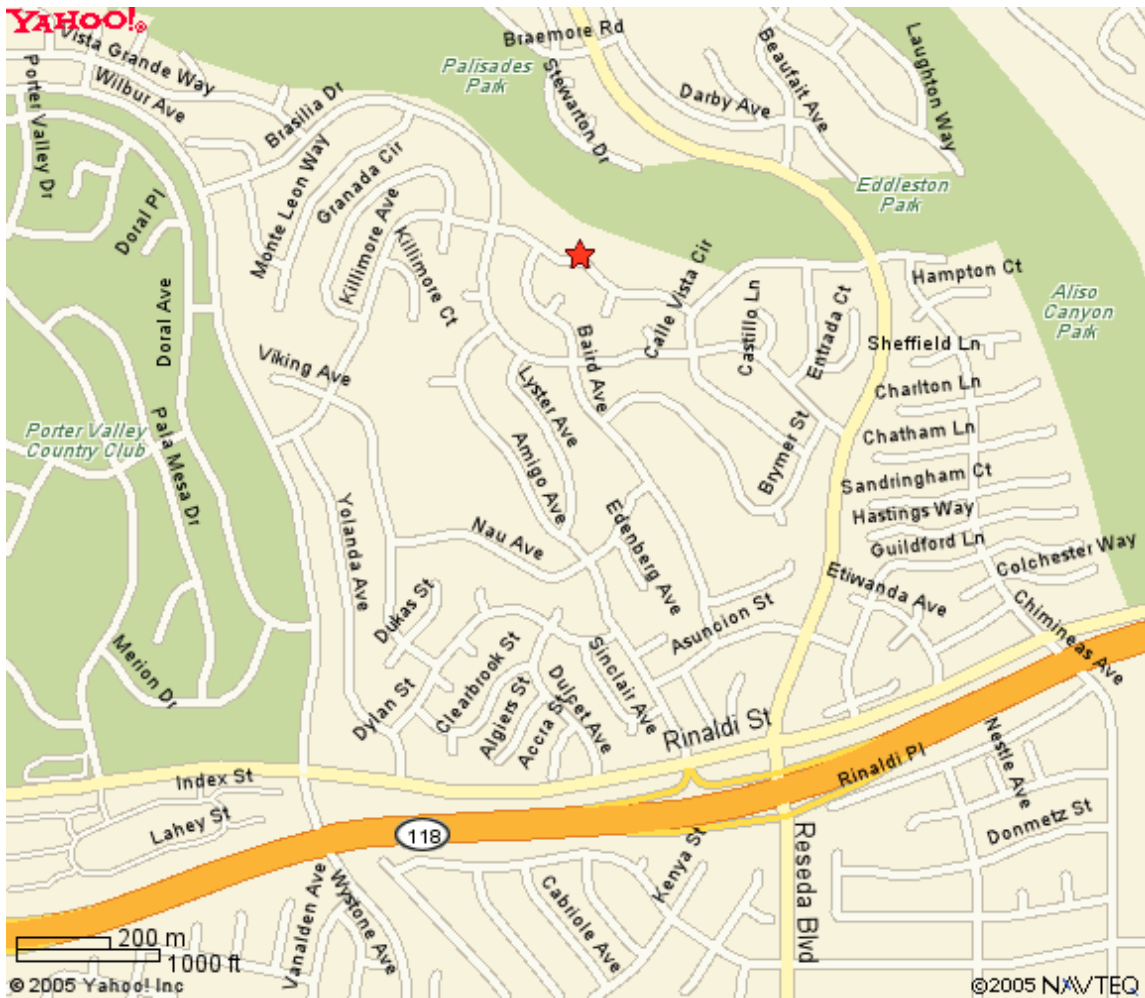 YAHOO!®
Vista Grande Way
Wilbur Ave
Porter Valley Dr
Brasilia Dr
Palisades
Park
Braemore Rd
Stewarton Dr
Darby Ave
Beaufait Ave
Laughton Way
Eddleston
Park
Doral Pl
Monte Leon Way
Granada Cir
Killimore Ave
Killimore Ct
Calle Vista Cir
Castillo Ln
Entrada Ct
Hampton Ct
Aliso
Canyon
Park
Doral Ave
Viking Ave
Baird Ave
Sheffield Ln
Lyster Ave
Charlton Ln
Porter Valley
Country Club
Pala Mesa Dr
Amigo Ave
Brymer St
Chatham Ln
Sandringham Ct
Hastings Way
Yolanda Ave
Nau Ave
Edenberg Ave
Guildford Ln
Colchester Way
Etiwanda Ave
Dukas St
Asuncion St
Chimineas Ave
Merion Dr
Dylan St
Clearbrook St
Algiers St
Accra St
Dulcet Ave
Sinclair Ave
Rinaldi St
Rinaldi Pl
Nestle Ave
Index St
Lahey St
118
Donmetz St
Reseda Blvd
Kenya St
Cabriole Ave
Vanalden Ave
Wystone Ave
200 m
1000 ft
©2005 Yahoo! Inc
©2005 NAVTEQ